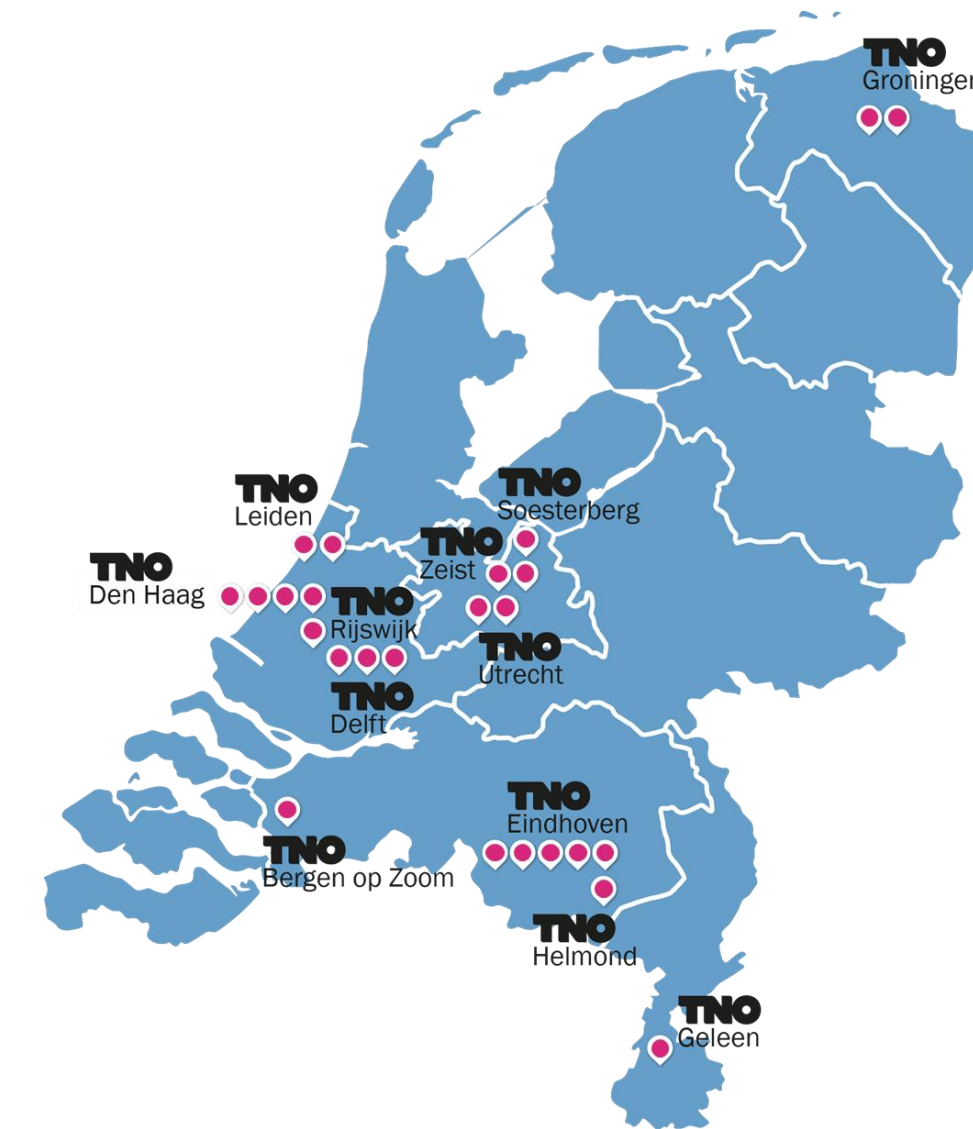 TNO
Groningen
TNO
Leiden
TNO
Soesterberg
TNO
Zeist
TNO
Den Haag
TNO
Rijswijk
TNO
Utrecht
TNO
Delft
TNO
Eindhoven
TNO
Bergen op Zoom
TNO
Helmond
TNO
Geleen